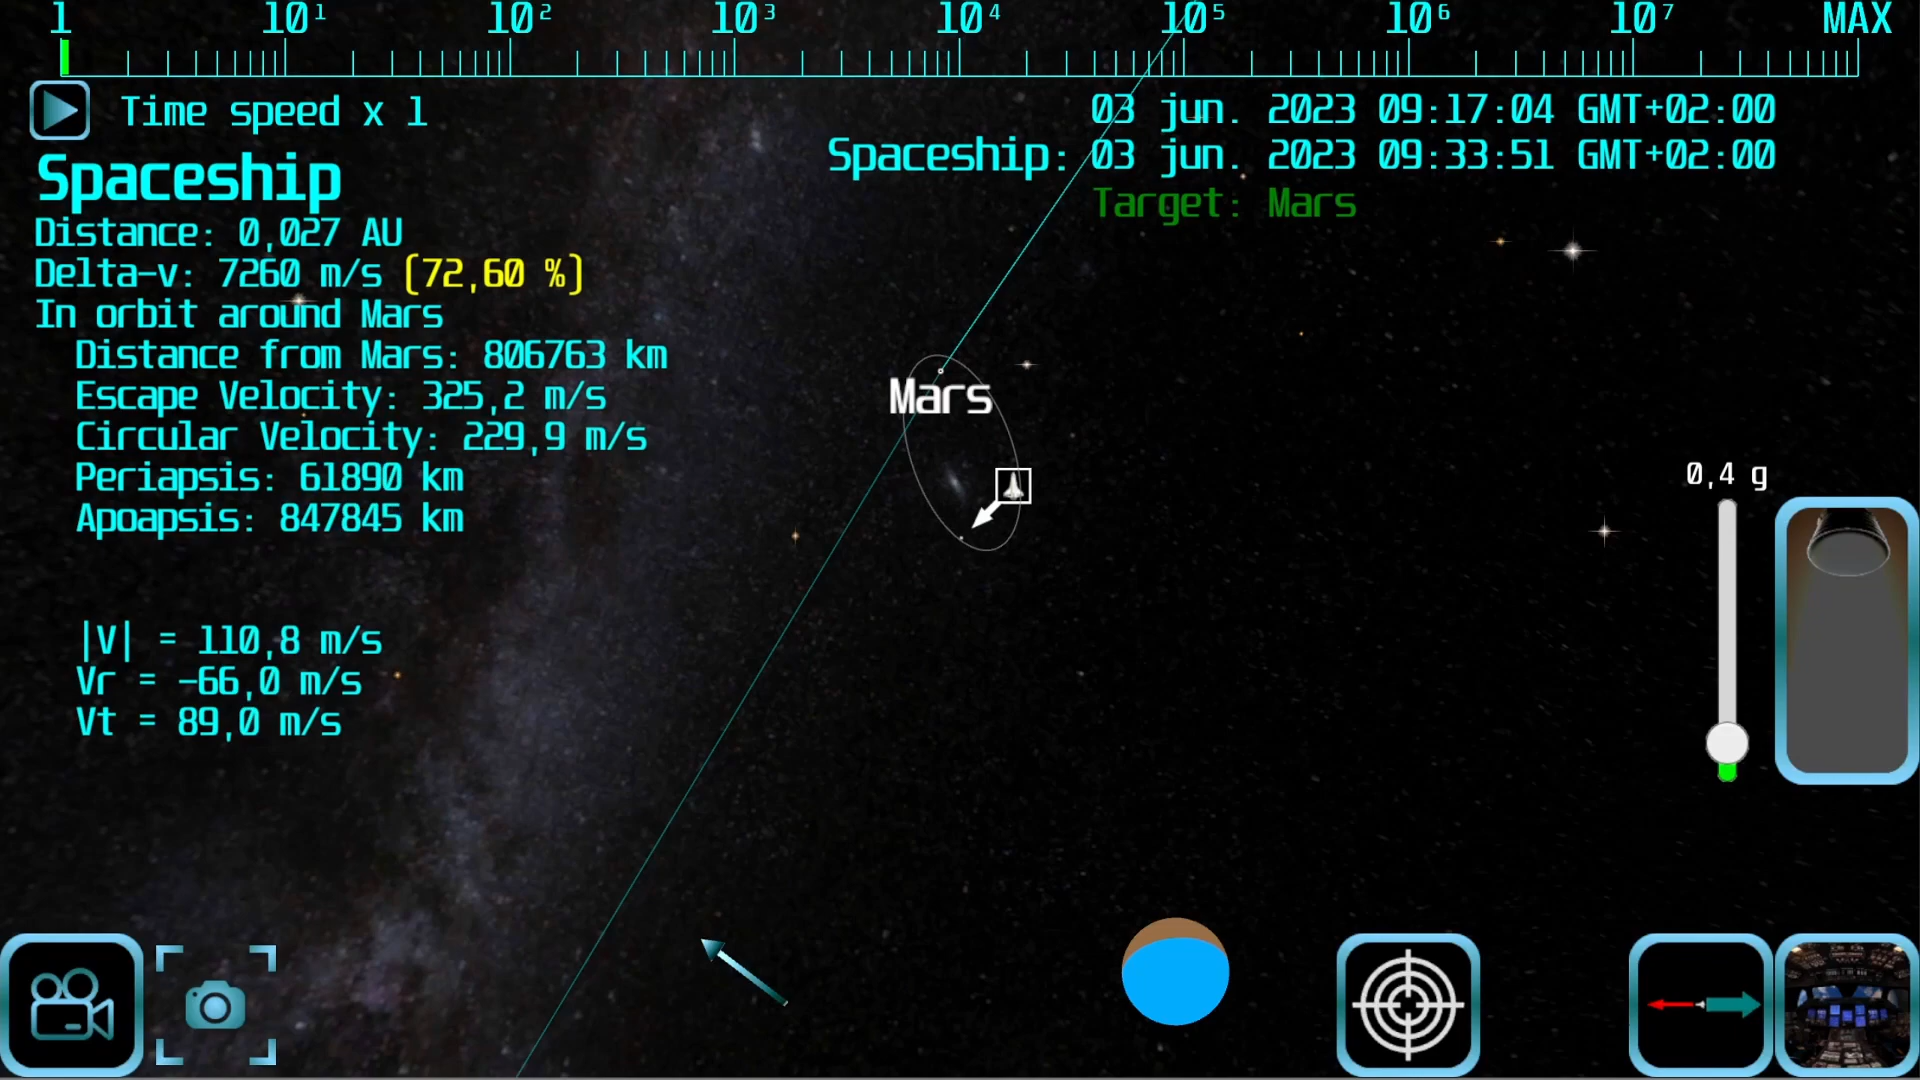 1 10¹ 10² 10³ 10⁴ 10⁵ 10⁶ 10⁷ MAX
Time speed x 1
03 jun. 2023 09:17:04 GMT+02:00
Spaceship: 03 jun. 2023 09:33:51 GMT+02:00
Target: Mars
Spaceship
Distance: 0,027 AU
Delta-v: 7260 m/s (72,60 %)
In orbit around Mars
Distance from Mars: 806763 km
Escape Velocity: 325,2 m/s
Circular Velocity: 229,9 m/s
Periapsis: 61890 km
Apoapsis: 847845 km
|V| = 110,8 m/s
Vr = -66,0 m/s
Vt = 89,0 m/s
Mars
0,4 g